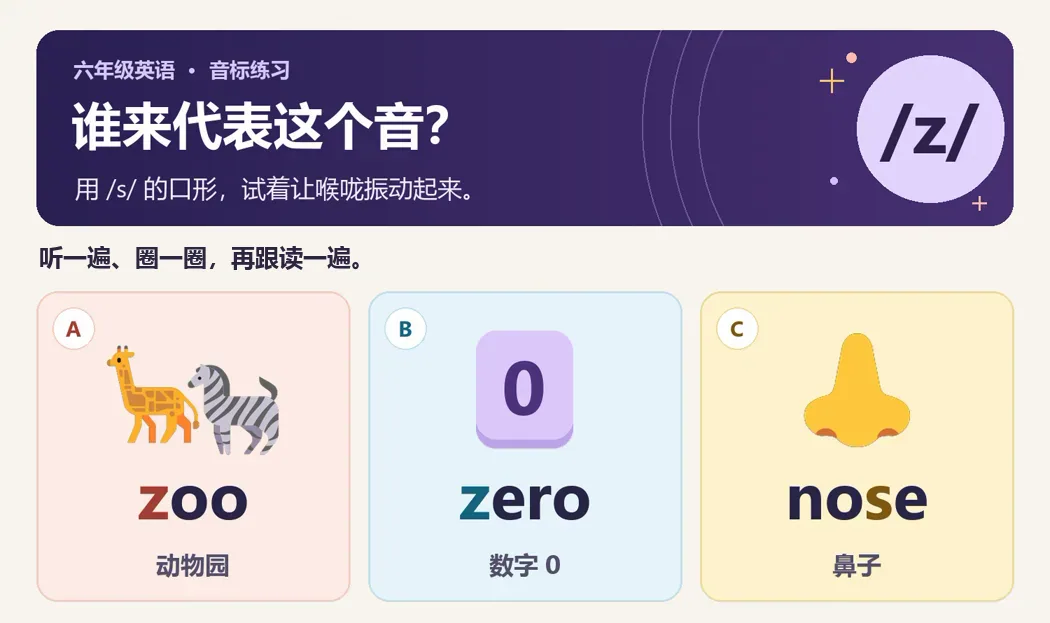 六年级英语 • 音标练习
谁来代表这个音？
用 /s/ 的口形，试着让喉咙振动起来。
/z/
听一遍、圈一圈，再跟读一遍。
A
zoo
动物园
B
0
zero
数字 0
C
nose
鼻子